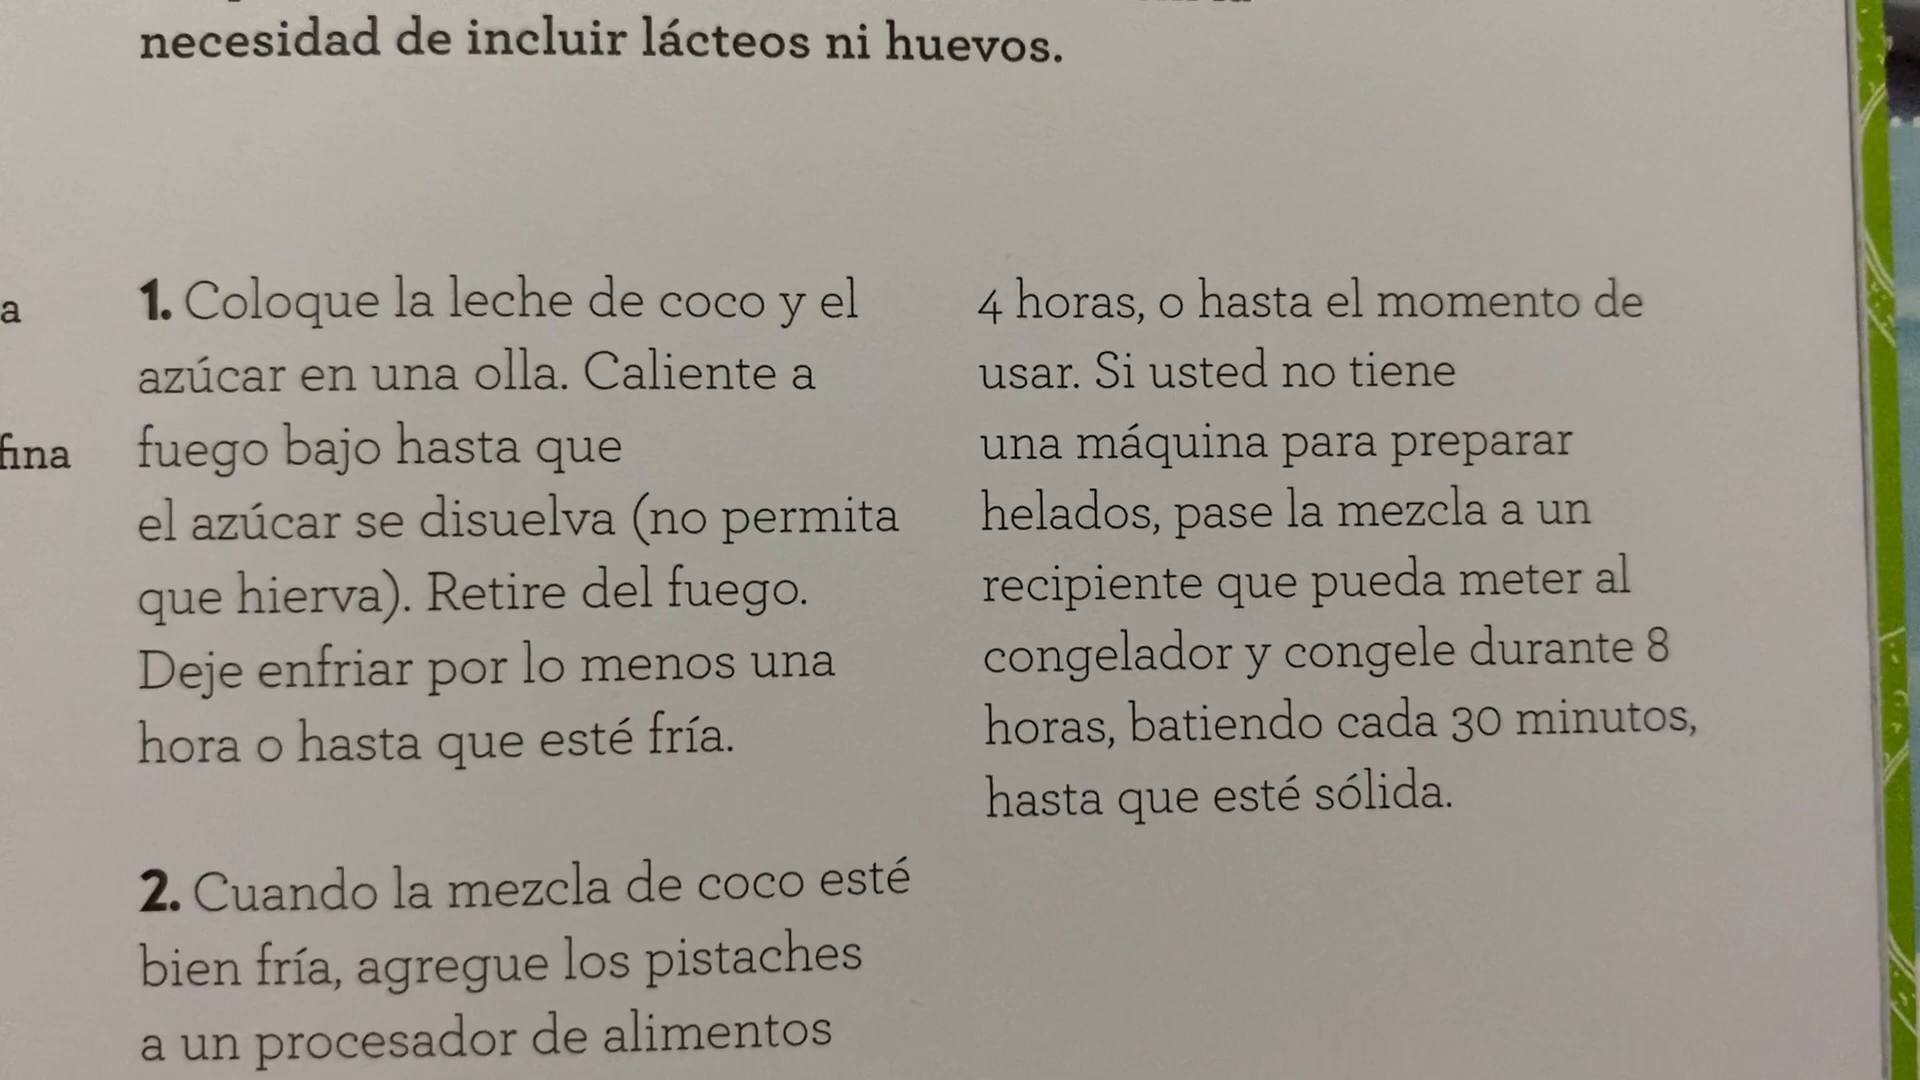 necesidad de incluir lácteos ni huevos.
a
fina
1. Coloque la leche de coco y el
azúcar en una olla. Caliente a
fuego bajo hasta que
el azúcar se disuelva (no permita
que hierva). Retire del fuego.
Deje enfriar por lo menos una
hora o hasta que esté fría.
2. Cuando la mezcla de coco esté
bien fría, agregue los pistaches
a un procesador de alimentos
4 horas, o hasta el momento de
usar. Si usted no tiene
una máquina para preparar
helados, pase la mezcla a un
recipiente que pueda meter al
congelador y congele durante 8
horas, batiendo cada 30 minutos,
hasta que esté sólida.